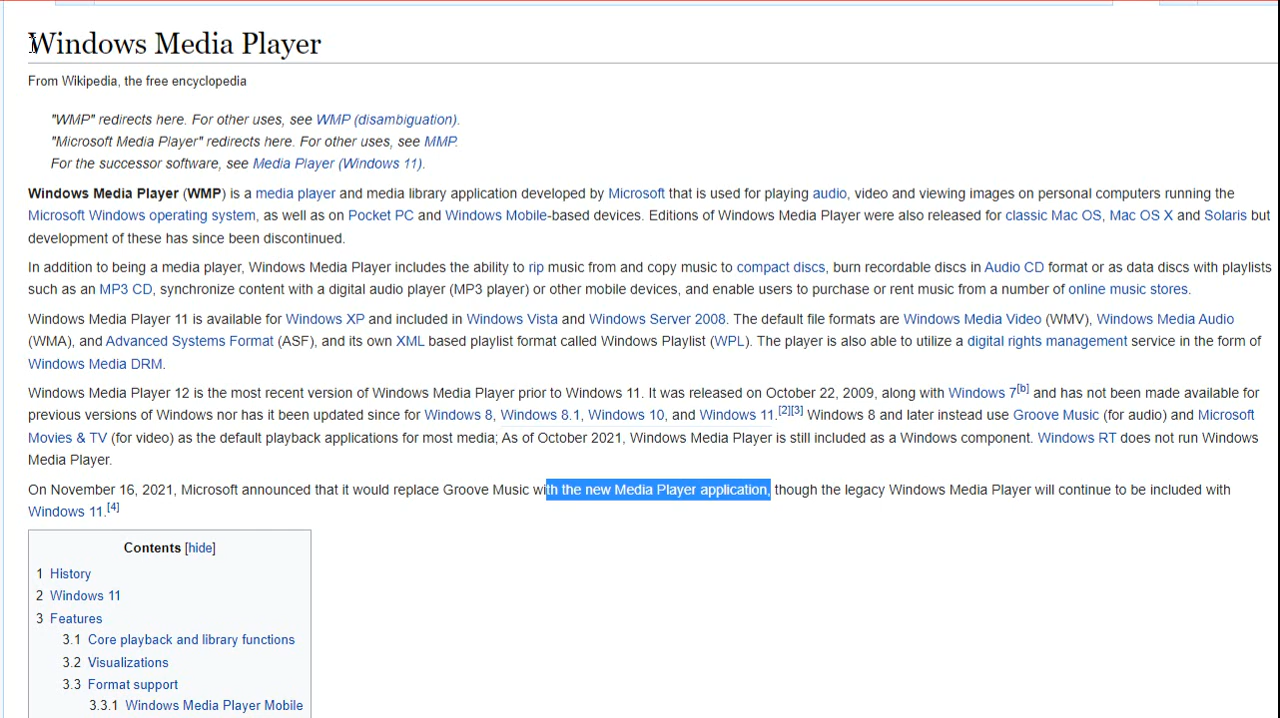 Windows Media Player
From Wikipedia, the free encyclopedia
"WMP" redirects here. For other uses, see WMP (disambiguation).
"Microsoft Media Player" redirects here. For other uses, see MMP.
For the successor software, see Media Player (Windows 11).
Windows Media Player (WMP) is a media player and media library application developed by Microsoft that is used for playing audio, video and viewing images on personal computers running the
Microsoft Windows operating system, as well as on Pocket PC and Windows Mobile-based devices. Editions of Windows Media Player were also released for classic Mac OS, Mac OS X and Solaris but
development of these has since been discontinued.
In addition to being a media player, Windows Media Player includes the ability to rip music from and copy music to compact discs, burn recordable discs in Audio CD format or as data discs with playlists
such as an MP3 CD, synchronize content with a digital audio player (MP3 player) or other mobile devices, and enable users to purchase or rent music from a number of online music stores.
Windows Media Player 11 is available for Windows XP and included in Windows Vista and Windows Server 2008. The default file formats are Windows Media Video (WMV), Windows Media Audio
(WMA), and Advanced Systems Format (ASF), and its own XML based playlist format called Windows Playlist (WPL). The player is also able to utilize a digital rights management service in the form of
Windows Media DRM.
Windows Media Player 12 is the most recent version of Windows Media Player prior to Windows 11. It was released on October 22, 2009, along with Windows 7[b] and has not been made available for
previous versions of Windows nor has it been updated since for Windows 8, Windows 8.1, Windows 10, and Windows 11.[2][3] Windows 8 and later instead use Groove Music (for audio) and Microsoft
Movies & TV (for video) as the default playback applications for most media; As of October 2021, Windows Media Player is still included as a Windows component. Windows RT does not run Windows
Media Player.
On November 16, 2021, Microsoft announced that it would replace Groove Music with the new Media Player application, though the legacy Windows Media Player will continue to be included with
Windows 11.[4]
Contents [hide]
1 History
2 Windows 11
3 Features
3.1 Core playback and library functions
3.2 Visualizations
3.3 Format support
3.3.1 Windows Media Player Mobile